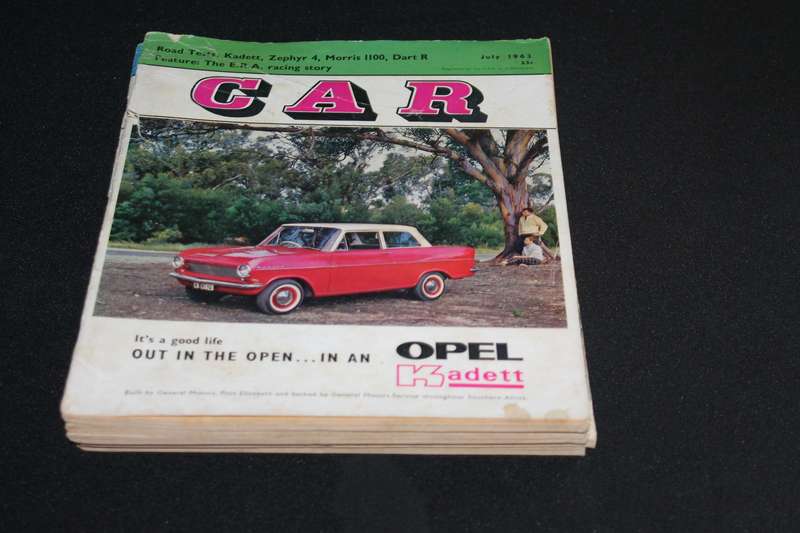 Road Tests. Kadett, Zephyr 4, Morris 1100, Dart R
Feature: The E.R.A. racing story
July 1963
CAR
It's a good life
OUT IN THE OPEN...IN AN
OPEL
Kadett
Built by General Motors, Port Elizabeth and backed by General Motors Service throughout Southern Africa.